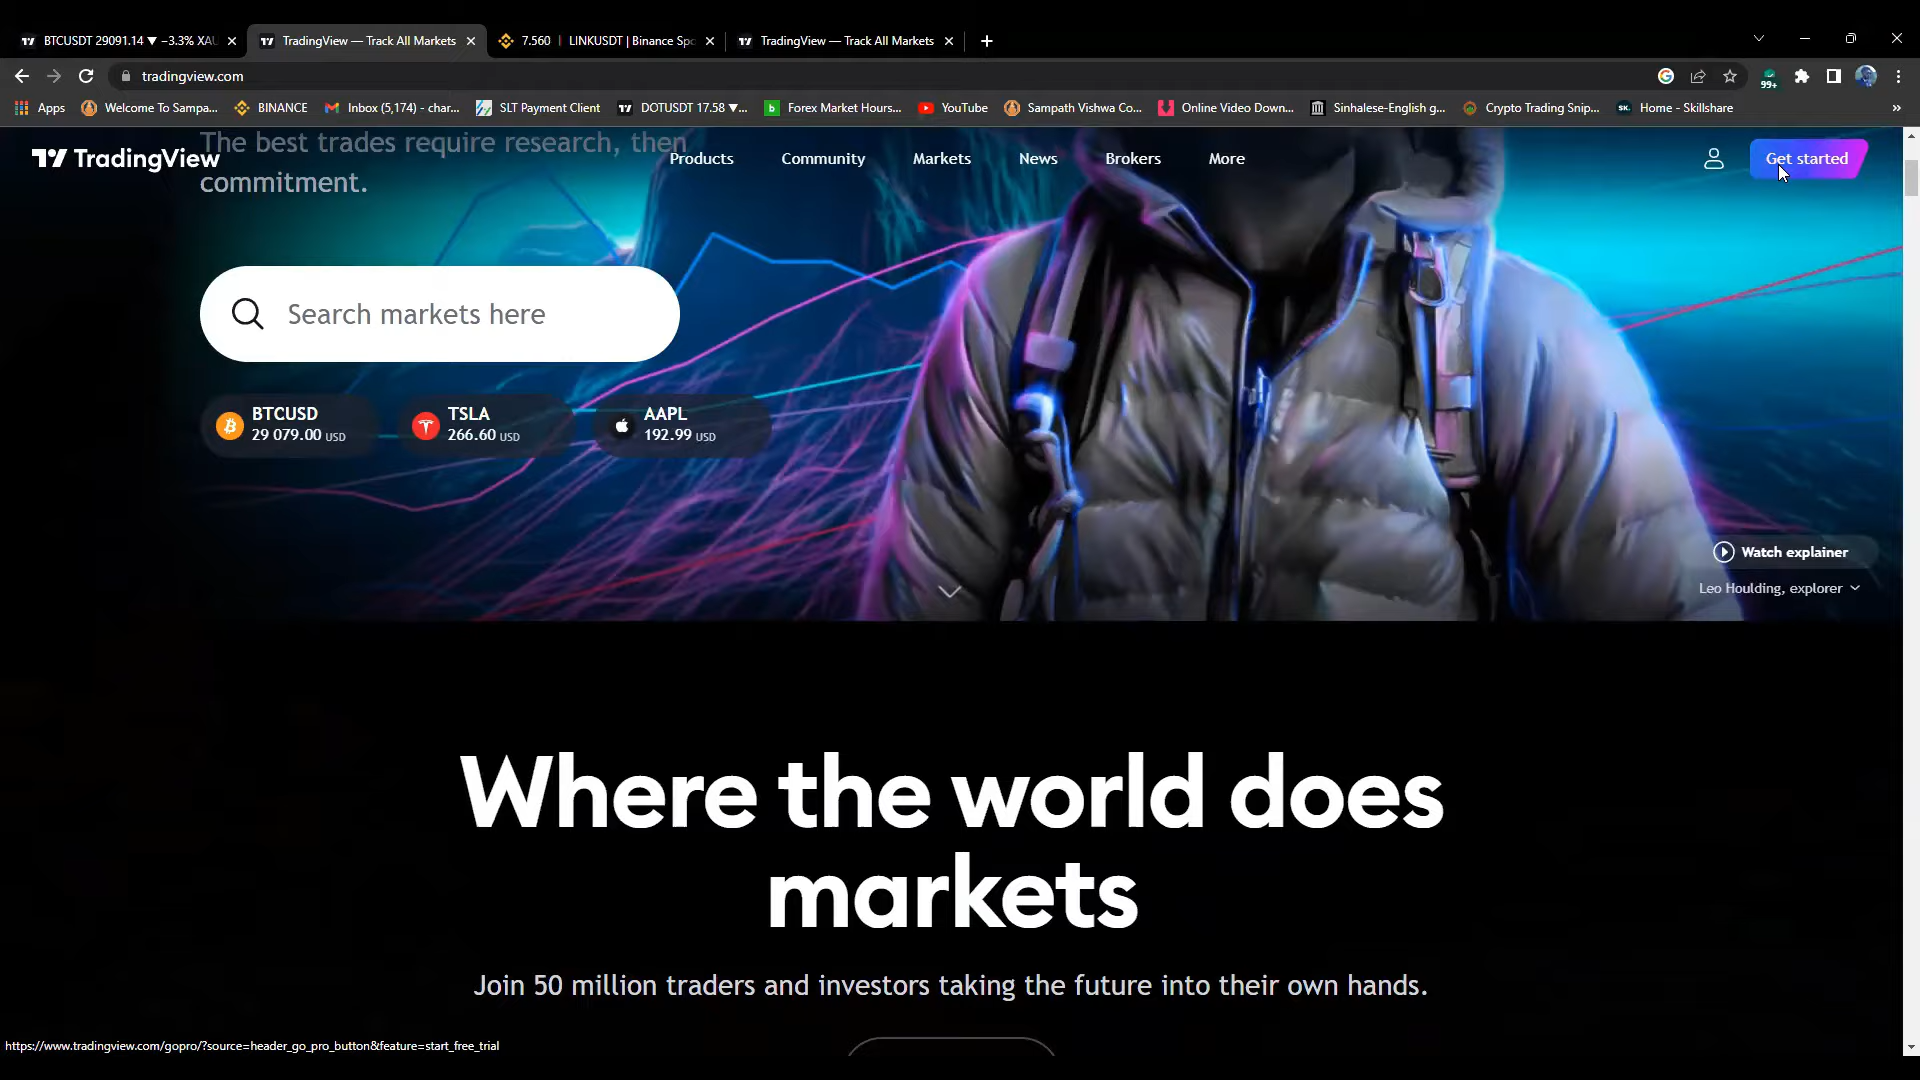 BTCUSDT 29091.14 ▼ −3.3% XAU
TradingView — Track All Markets
7.560 | LINKUSDT | Binance Spo
TradingView — Track All Markets
tradingview.com
99+
Apps
Welcome To Sampa...
BINANCE
Inbox (5,174) - char...
SLT Payment Client
DOTUSDT 17.58 ▼...
Forex Market Hours...
YouTube
Sampath Vishwa Co...
Online Video Down...
Sinhalese-English g...
Crypto Trading Snip...
Home - Skillshare
TradingView
Products
Community
Markets
News
Brokers
More
Get started
The best trades require research, then
commitment.
Search markets here
BTCUSD
29 079.00 USD
TSLA
266.60 USD
AAPL
192.99 USD
Watch explainer
Leo Houlding, explorer
Where the world does
markets
Join 50 million traders and investors taking the future into their own hands.
https://www.tradingview.com/gopro/?source=header_go_pro_button&feature=start_free_trial